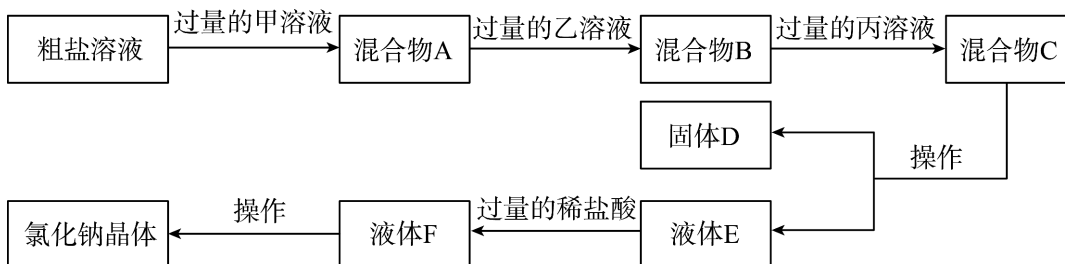 粗盐溶液
过量的甲溶液
混合物A
过量的乙溶液
混合物B
过量的丙溶液
混合物C
固体D
操作
氯化钠晶体
操作
液体F
过量的稀盐酸
液体E